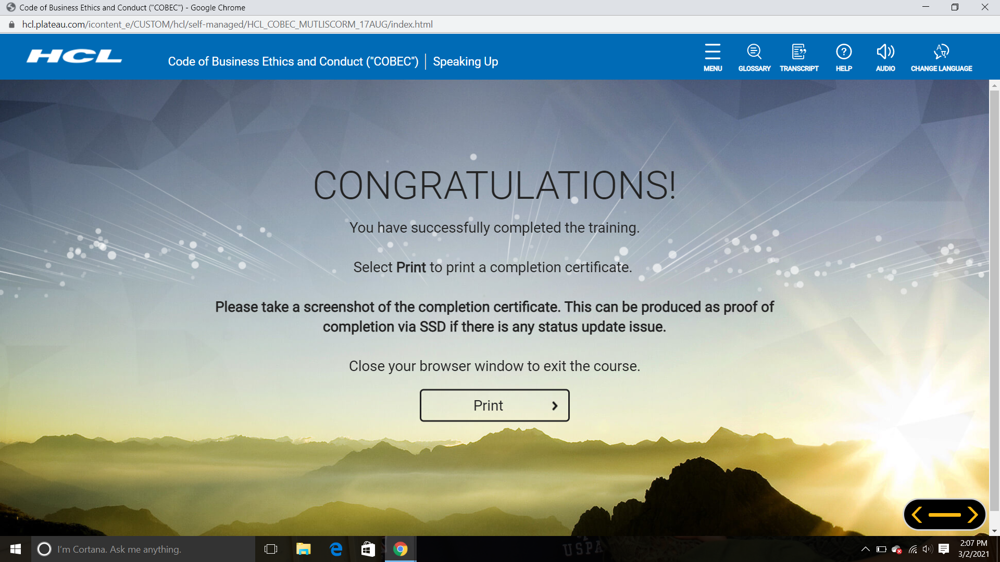 Code of Business Ethics and Conduct ("COBEC") - Google Chrome
hcl.plateau.com/icontent_e/CUSTOM/hcl/self-managed/HCL_COBEC_MUTLISCORM_17AUG/index.html
HCL
Code of Business Ethics and Conduct ("COBEC") | Speaking Up
MENU GLOSSARY TRANSCRIPT HELP AUDIO CHANGE LANGUAGE
CONGRATULATIONS!
You have successfully completed the training.
Select Print to print a completion certificate.
Please take a screenshot of the completion certificate. This can be produced as proof of
completion via SSD if there is any status update issue.
Close your browser window to exit the course.
Print
I'm Cortana. Ask me anything.
USPA
2:07 PM
3/2/2021